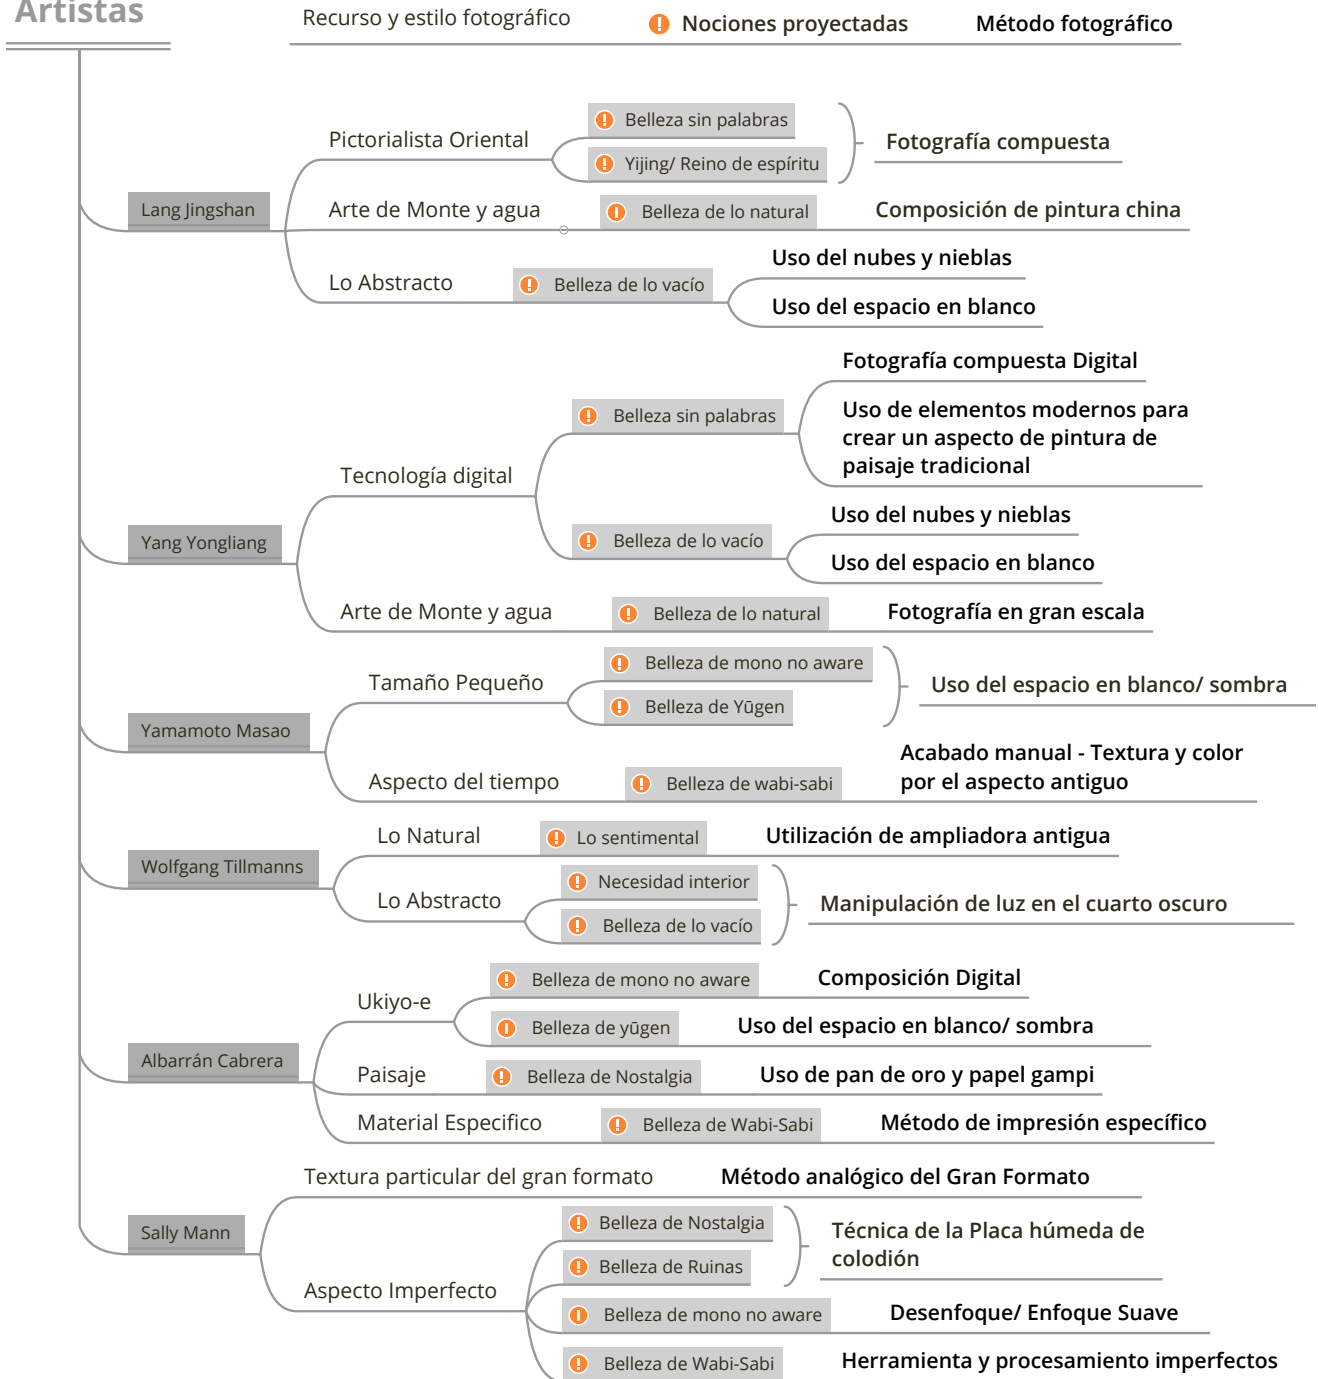 Artistas
Recurso y estilo fotográfico
Nociones proyectadas
Método fotográfico
Lang Jingshan
Pictorialista Oriental
Belleza sin palabras
Yijing/ Reino de espíritu
Fotografía compuesta
Arte de Monte y agua
Belleza de lo natural
Composición de pintura china
Lo Abstracto
Belleza de lo vacío
Uso del nubes y nieblas
Uso del espacio en blanco
Yang Yongliang
Tecnología digital
Belleza sin palabras
Fotografía compuesta Digital
Uso de elementos modernos para
crear un aspecto de pintura de
paisaje tradicional
Belleza de lo vacío
Uso del nubes y nieblas
Uso del espacio en blanco
Arte de Monte y agua
Belleza de lo natural
Fotografía en gran escala
Yamamoto Masao
Tamaño Pequeño
Belleza de mono no aware
Belleza de Yūgen
Uso del espacio en blanco/ sombra
Aspecto del tiempo
Belleza de wabi-sabi
Acabado manual - Textura y color
por el aspecto antiguo
Wolfgang Tillmanns
Lo Natural
Lo sentimental
Utilización de ampliadora antigua
Lo Abstracto
Necesidad interior
Belleza de lo vacío
Manipulación de luz en el cuarto oscuro
Albarrán Cabrera
Ukiyo-e
Belleza de mono no aware
Composición Digital
Belleza de yūgen
Uso del espacio en blanco/ sombra
Paisaje
Belleza de Nostalgia
Uso de pan de oro y papel gampi
Material Especifico
Belleza de Wabi-Sabi
Método de impresión específico
Sally Mann
Textura particular del gran formato
Método analógico del Gran Formato
Aspecto Imperfecto
Belleza de Nostalgia
Belleza de Ruinas
Técnica de la Placa húmeda de
colodión
Belleza de mono no aware
Desenfoque/ Enfoque Suave
Belleza de Wabi-Sabi
Herramienta y procesamiento imperfectos